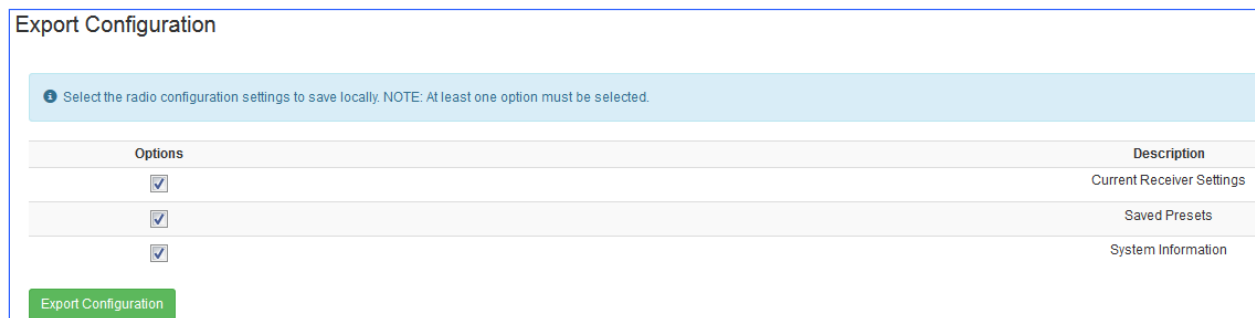 Export Configuration
Select the radio configuration settings to save locally. NOTE: At least one option must be selected.
Options Description
Current Receiver Settings
Saved Presets
System Information
Export Configuration